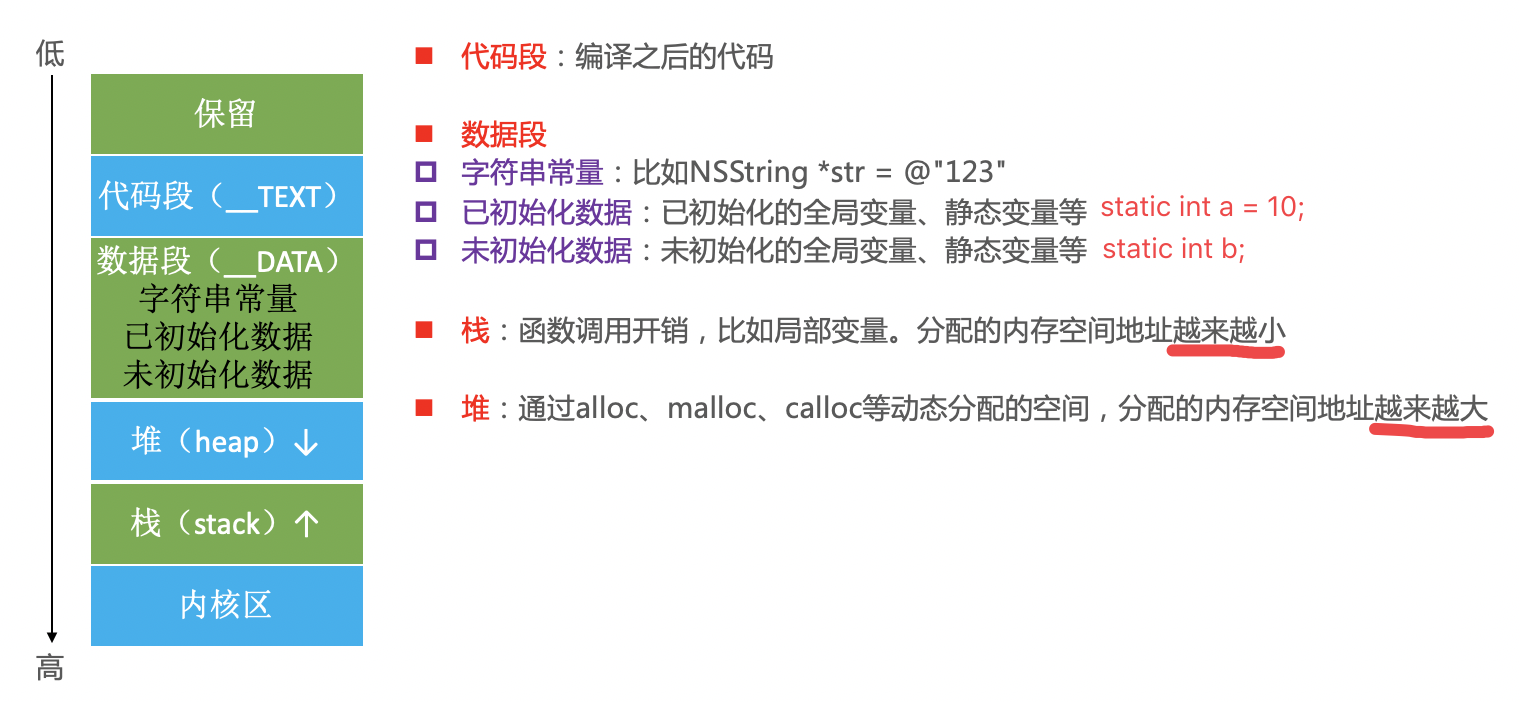 低
保留
代码段（__TEXT）
数据段（__DATA）
字符串常量
已初始化数据
未初始化数据
堆（heap）↓
栈（stack）↑
内核区
高
代码段：编译之后的代码
数据段
字符串常量：比如NSString *str = @"123"
已初始化数据：已初始化的全局变量、静态变量等 static int a = 10;
未初始化数据：未初始化的全局变量、静态变量等 static int b;
栈：函数调用开销，比如局部变量。分配的内存空间地址越来越小
堆：通过alloc、malloc、calloc等动态分配的空间，分配的内存空间地址越来越大